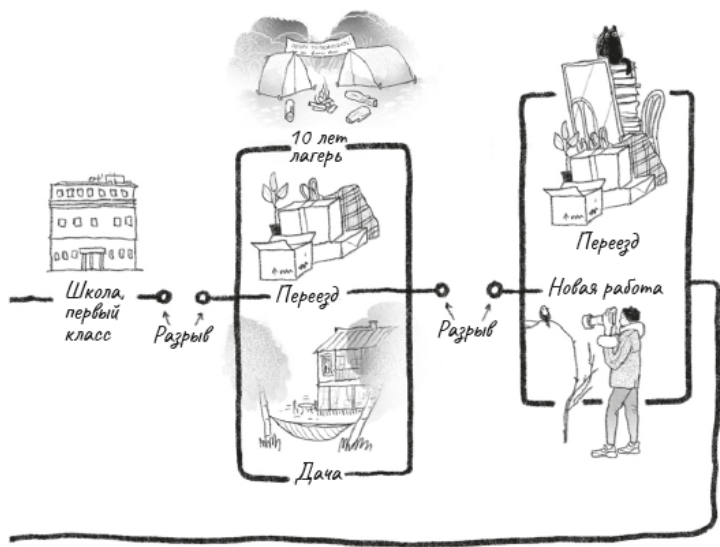 10 лет
лагерь
Школа,
первый
класс
Разрыв
Переезд
Дача
Разрыв
Переезд
Новая работа